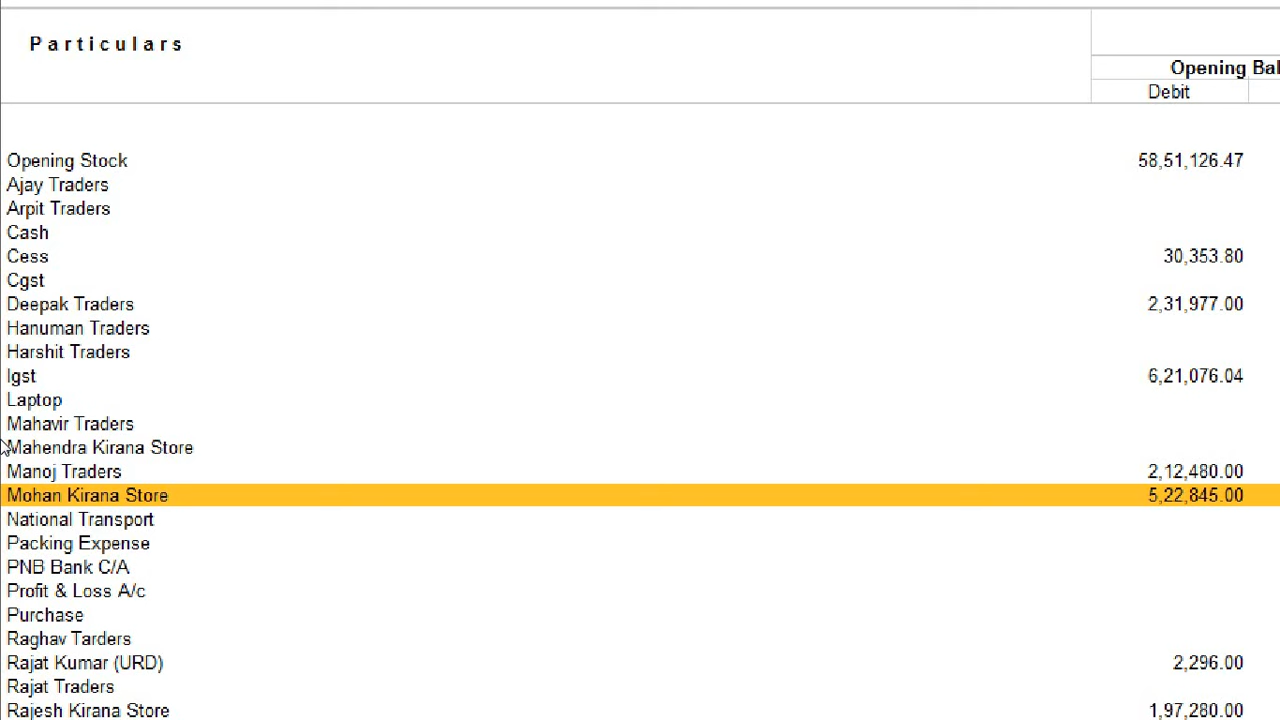 Particulars
Opening Bal
Debit
Opening Stock 58,51,126.47
Ajay Traders
Arpit Traders
Cash
Cess 30,353.80
Cgst
Deepak Traders 2,31,977.00
Hanuman Traders
Harshit Traders
Igst 6,21,076.04
Laptop
Mahavir Traders
Mahendra Kirana Store
Manoj Traders 2,12,480.00
Mohan Kirana Store 5,22,845.00
National Transport
Packing Expense
PNB Bank C/A
Profit & Loss A/c
Purchase
Raghav Tarders
Rajat Kumar (URD) 2,296.00
Rajat Traders
Rajesh Kirana Store 1,97,280.00